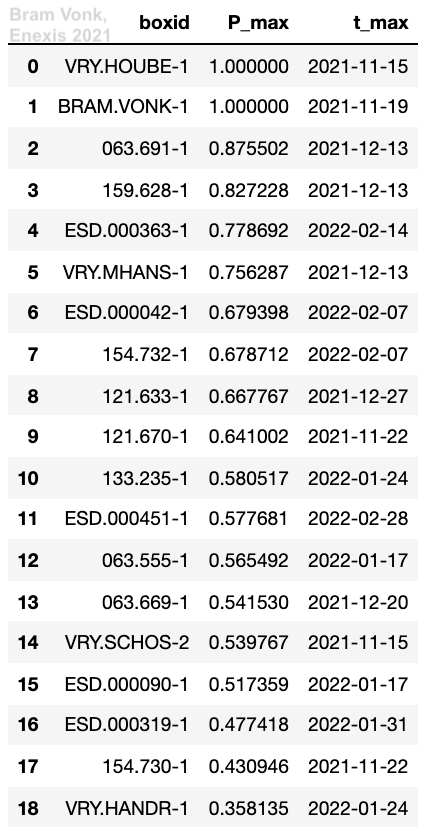 Bram Vonk,
Enexis 2021
boxid P_max t_max
0 VRY.HOUBE-1 1.000000 2021-11-15
1 BRAM.VONK-1 1.000000 2021-11-19
2 063.691-1 0.875502 2021-12-13
3 159.628-1 0.827228 2021-12-13
4 ESD.000363-1 0.778692 2022-02-14
5 VRY.MHANS-1 0.756287 2021-12-13
6 ESD.000042-1 0.679398 2022-02-07
7 154.732-1 0.678712 2022-02-07
8 121.633-1 0.667767 2021-12-27
9 121.670-1 0.641002 2021-11-22
10 133.235-1 0.580517 2022-01-24
11 ESD.000451-1 0.577681 2022-02-28
12 063.555-1 0.565492 2022-01-17
13 063.669-1 0.541530 2021-12-20
14 VRY.SCHOS-2 0.539767 2021-11-15
15 ESD.000090-1 0.517359 2022-01-17
16 ESD.000319-1 0.477418 2022-01-31
17 154.730-1 0.430946 2021-11-22
18 VRY.HANDR-1 0.358135 2022-01-24